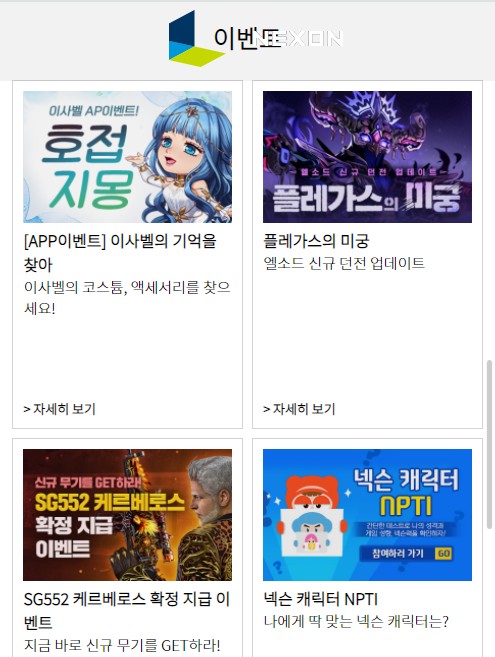 이벤트
NEXON
이사벨 AP이벤트!
호접
지몽
[APP이벤트] 이사벨의 기억을
찾아
이사벨의 코스튬, 액세서리를 찾으
세요!
> 자세히 보기
엘소드 신규 던전 업데이트
플레가스의 미궁
플레가스의 미궁
엘소드 신규 던전 업데이트
> 자세히 보기
신규 무기를 GET하라!
SG552 케르베로스
확정 지급
이벤트
SG552 케르베로스 확정 지급 이
벤트
지금 바로 신규 무기를 GET하라!
넥슨 캐릭터
NPTI
간단한 테스트로 나의 성격과
게임 성향, 넥슨력을 확인하자!
참여하러 가기 GO
넥슨 캐릭터 NPTI
나에게 딱 맞는 넥슨 캐릭터는?